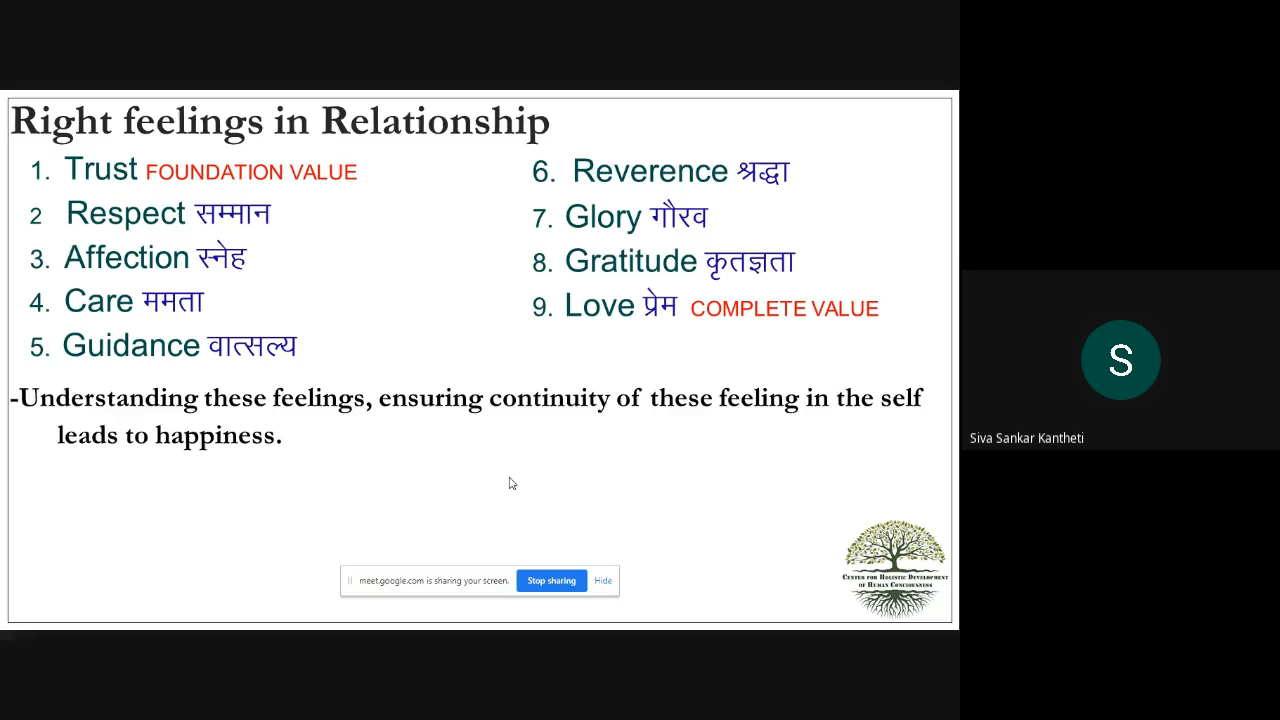 Right feelings in Relationship
1. Trust FOUNDATION VALUE
2 Respect सम्मान
3. Affection स्नेह
4. Care ममता
5. Guidance वात्सल्य
6. Reverence श्रद्धा
7. Glory गौरव
8. Gratitude कृतज्ञता
9. Love प्रेम COMPLETE VALUE
-Understanding these feelings, ensuring continuity of these feeling in the self
leads to happiness.
meet.google.com is sharing your screen. Stop sharing Hide
CENTER FOR HOLISTIC DEVELOPMENT
OF HUMAN CONCIOUSNESS
S
Siva Sankar Kantheti